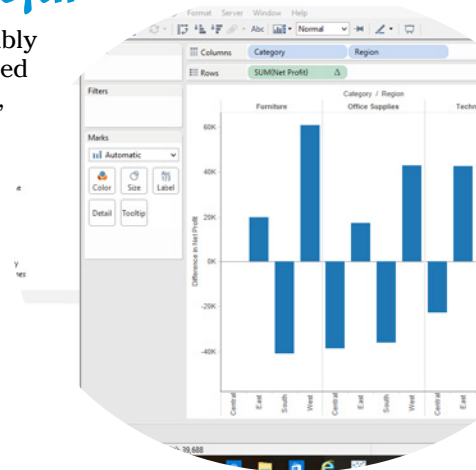 bly
ed
Format Server Window Help
Abc Normal
Columns Category Region
Rows SUM(Net Profit) Δ
Filters
Category / Region
Furniture Office Supplies Techn
Marks
Automatic
Color Size Label
Detail Tooltip
Difference in Net Profit
60K
40K
20K
0K
-20K
-40K
Central East South West Central East South West Central East
39,688